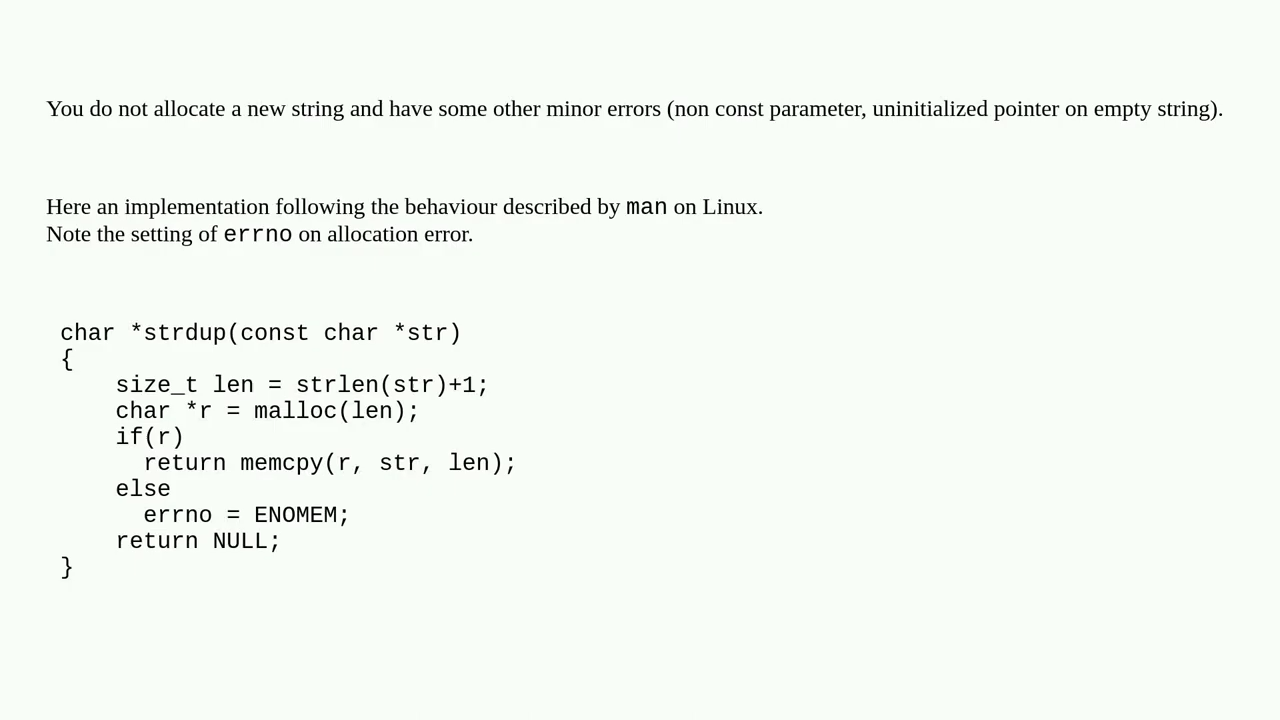 You do not allocate a new string and have some other minor errors (non const parameter, uninitialized pointer on empty string).
Here an implementation following the behaviour described by man on Linux.
Note the setting of errno on allocation error.
char *strdup(const char *str)
{
    size_t len = strlen(str)+1;
    char *r = malloc(len);
    if(r)
      return memcpy(r, str, len);
    else
      errno = ENOMEM;
    return NULL;
}